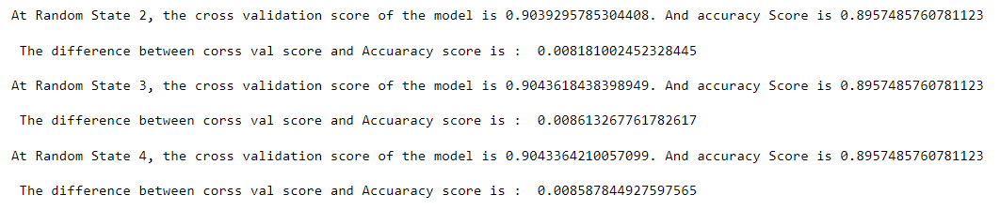 At Random State 2, the cross validation score of the model is 0.9039295785304408. And accuracy Score is 0.8957485760781123
The difference between corss val score and Accuaracy score is :  0.008181002452328445
At Random State 3, the cross validation score of the model is 0.9043618438398949. And accuracy Score is 0.8957485760781123
The difference between corss val score and Accuaracy score is :  0.008613267761782617
At Random State 4, the cross validation score of the model is 0.9043364210057099. And accuracy Score is 0.8957485760781123
The difference between corss val score and Accuaracy score is :  0.008587844927597565